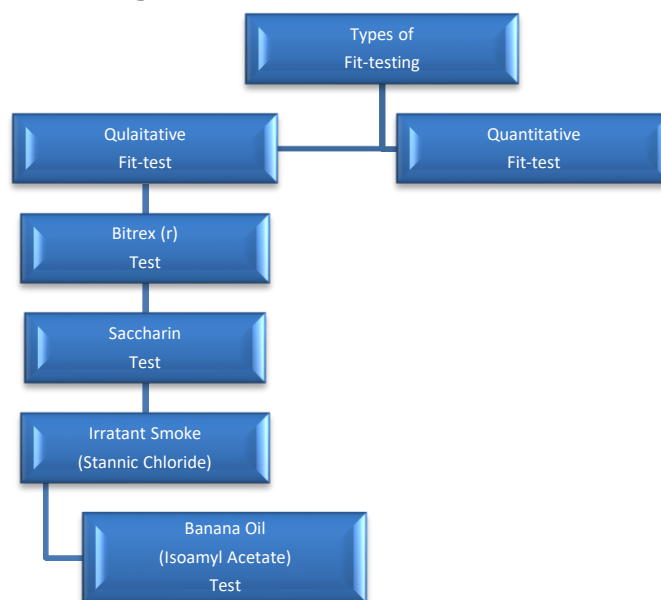 Types of
Fit-testing
Qulaitative
Fit-test
Quantitative
Fit-test
Bitrex (r)
Test
Saccharin
Test
Irratant Smoke
(Stannic Chloride)
Banana Oil
(Isoamyl Acetate)
Test